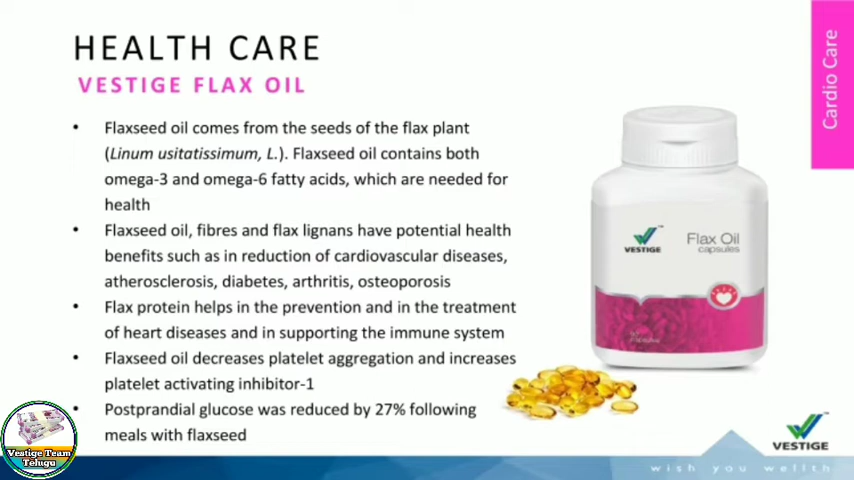 HEALTH CARE
VESTIGE FLAX OIL
• Flaxseed oil comes from the seeds of the flax plant
(Linum usitatissimum, L.). Flaxseed oil contains both
omega-3 and omega-6 fatty acids, which are needed for
health
• Flaxseed oil, fibres and flax lignans have potential health
benefits such as in reduction of cardiovascular diseases,
atherosclerosis, diabetes, arthritis, osteoporosis
• Flax protein helps in the prevention and in the treatment
of heart diseases and in supporting the immune system
• Flaxseed oil decreases platelet aggregation and increases
platelet activating inhibitor-1
• Postprandial glucose was reduced by 27% following
meals with flaxseed
Cardio Care
VESTIGE
Flax Oil
capsules
capsules
Vestige Team
Telugu
VESTIGE
wish you wellth